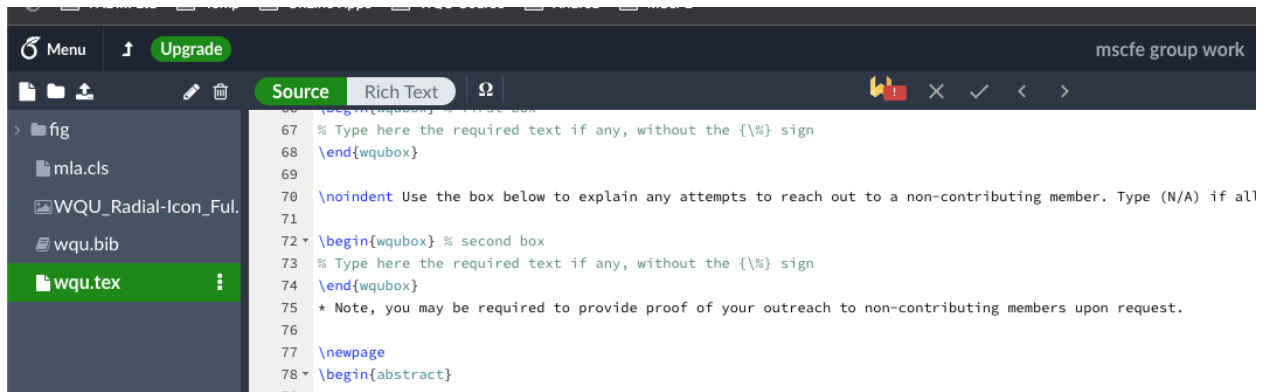 Menu Upgrade mscfe group work
Source Rich Text Ω
fig
mla.cls
WQU_Radial-Icon_Ful.
wqu.bib
wqu.tex
67 % Type here the required text if any, without the {\%} sign
68 \end{wqubox}
69
70 \noindent Use the box below to explain any attempts to reach out to a non-contributing member. Type (N/A) if all
71
72 \begin{wqubox} % second box
73 % Type here the required text if any, without the {\%} sign
74 \end{wqubox}
75 * Note, you may be required to provide proof of your outreach to non-contributing members upon request.
76
77 \newpage
78 \begin{abstract}